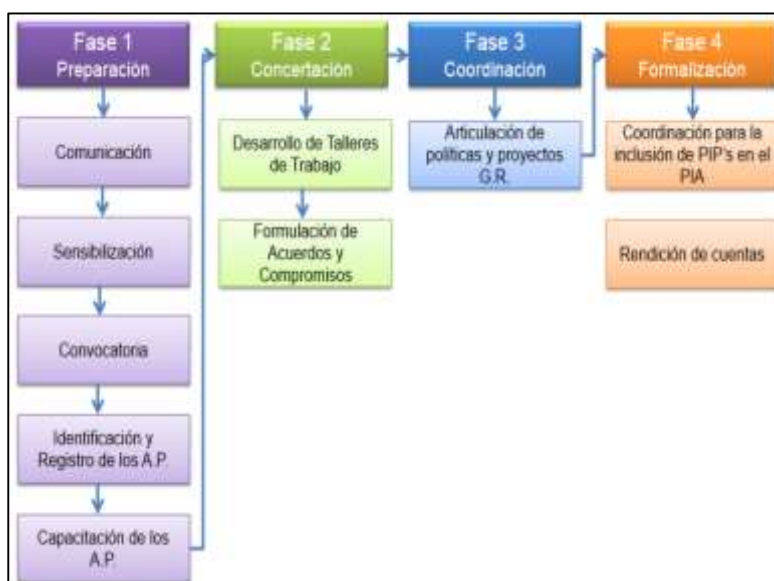 Fase 1
Preparación
Comunicación
Sensibilización
Convocatoria
Identificación y
Registro de los A.P.
Capacitación de los
A.P.
Fase 2
Concertación
Desarrollo de Talleres
de Trabajo
Formulación de
Acuerdos y
Compromisos
Fase 3
Coordinación
Articulación de
políticas y proyectos
G.R.
Fase 4
Formalización
Coordinación para la
inclusión de PIP's en el
PIA
Rendición de cuentas